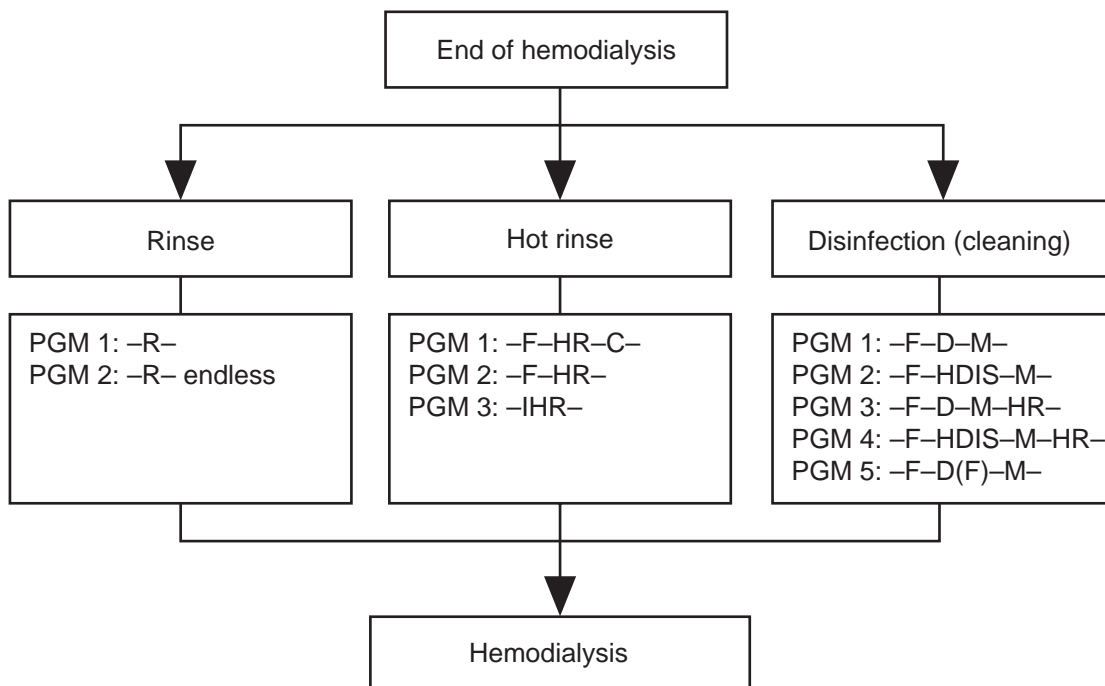 End of hemodialysis
Rinse
Hot rinse
Disinfection (cleaning)
PGM 1: –R–
PGM 2: –R– endless
PGM 1: –F–HR–C–
PGM 2: –F–HR–
PGM 3: –IHR–
PGM 1: –F–D–M–
PGM 2: –F–HDIS–M–
PGM 3: –F–D–M–HR–
PGM 4: –F–HDIS–M–HR–
PGM 5: –F–D(F)–M–
Hemodialysis